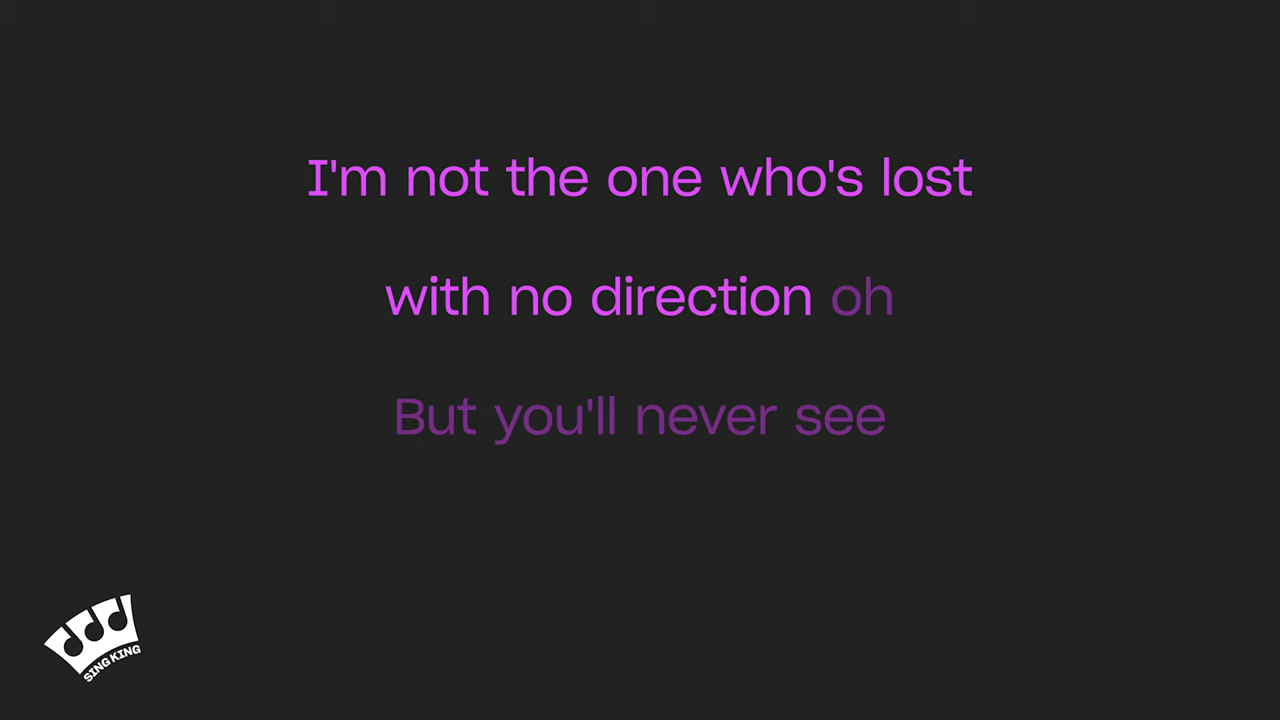 I'm not the one who's lost
with no direction oh
But you'll never see
SING KING